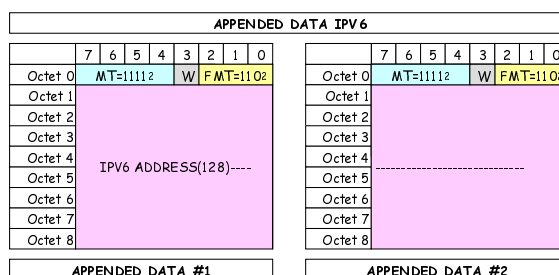 APPENDED DATA IPV6
7 6 5 4 3 2 1 0 7 6 5 4 3 2 1 0
Octet 0 MT=1111₂ W FMT=110₂ Octet 0 MT=1111₂ W FMT=110₂
Octet 1 Octet 1
Octet 2 Octet 2
Octet 3 Octet 3
Octet 4 IPV6 ADDRESS(128)---- Octet 4 ----------------------------
Octet 5 Octet 5
Octet 6 Octet 6
Octet 7 Octet 7
Octet 8 Octet 8
APPENDED DATA #1 APPENDED DATA #2